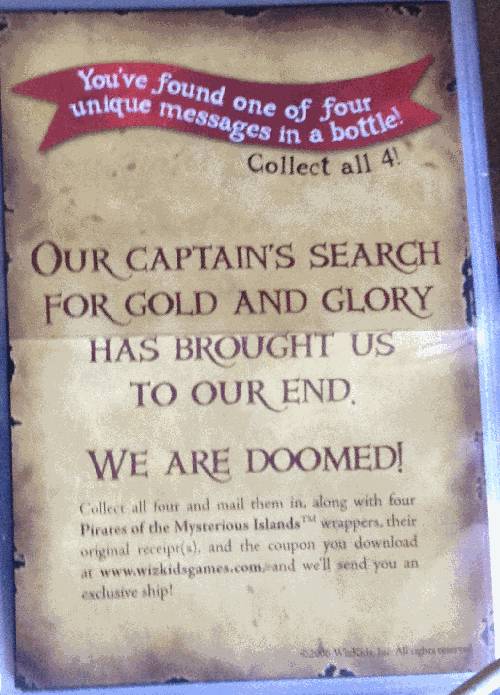 You've found one of four
unique messages in a bottle!
Collect all 4!
OUR CAPTAIN'S SEARCH
FOR GOLD AND GLORY
HAS BROUGHT US
TO OUR END.
WE ARE DOOMED!
Collect all four and mail them in, along with four
Pirates of the Mysterious Islands™ wrappers, their
original receipt(s), and the coupon you download
at www.wizkidsgames.com, and we'll send you an
exclusive ship!
©2006 WizKids, Inc. All rights reserved